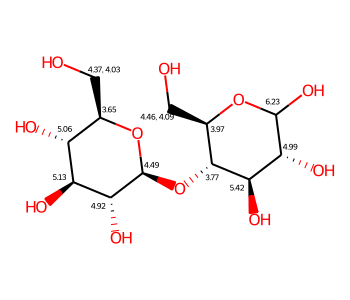 HO 4.37, 4.03 OH
4.46, 4.09 O 6.23 OH
HO 5.06 3.65 O 3.97
5.13 4.49 3.77 4.99 OH
HO 4.92 O 5.42
OH OH